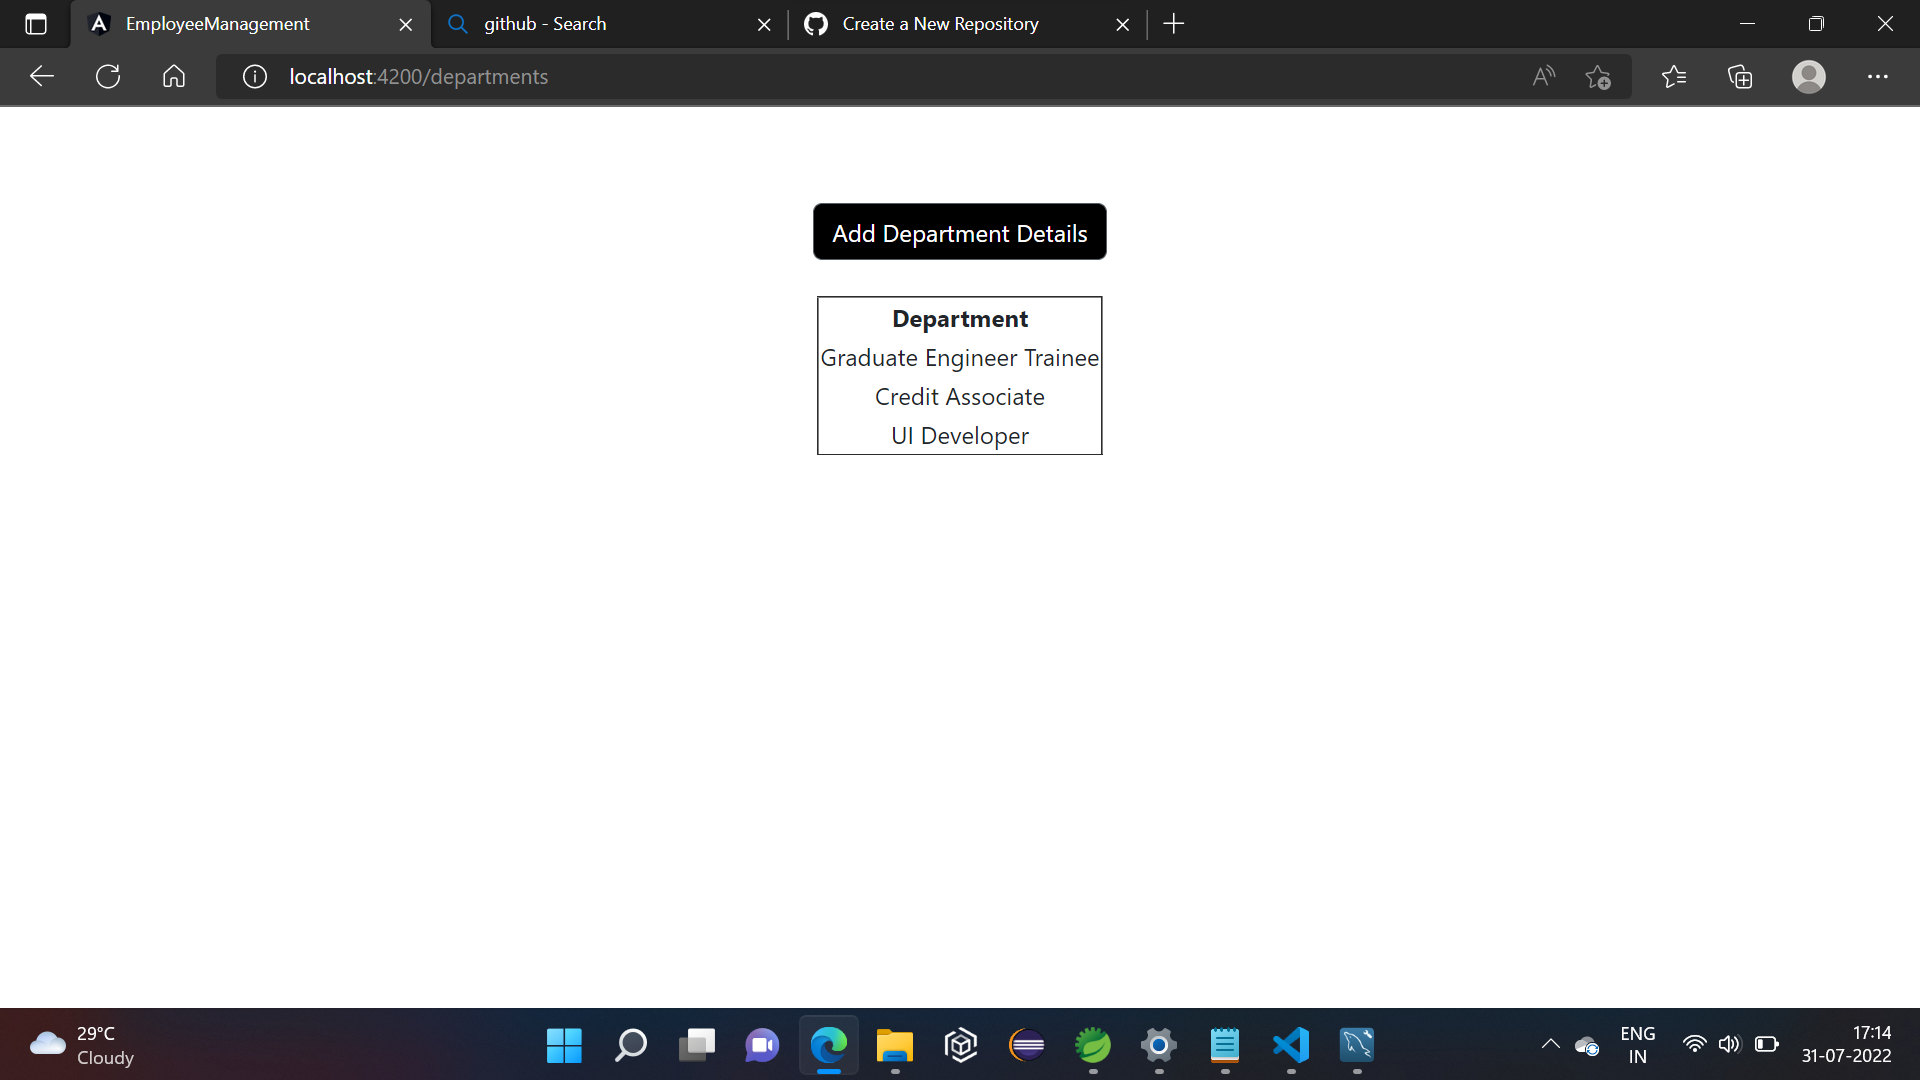 EmployeeManagement
github - Search
Create a New Repository
localhost:4200/departments
Add Department Details
Department
Graduate Engineer Trainee
Credit Associate
UI Developer
29°C
Cloudy
ENG
IN
17:14
31-07-2022